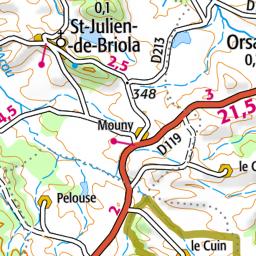 0,1
St-Julien-
de-Briola
D213
Orsa
0,
2,5
348
4,5
3
21,5
Mouny
D119
le C
Pelouse
2
le Cuin